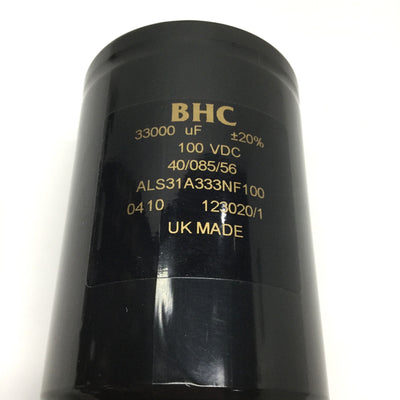 BHC
33000 uF ±20%
100 VDC
40/085/56
ALS31A333NF100
0410 123020/1
UK MADE